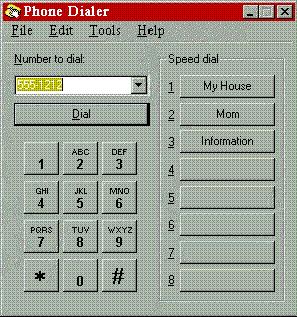 Phone Dialer
File Edit Tools Help
Number to dial:
555-1212
Dial
1
ABC 2
DEF 3
GHI 4
JKL 5
MNO 6
PQRS 7
TUV 8
WXYZ 9
*
0
#
Speed dial
1 My House
2 Mom
3 Information
4
5
6
7
8